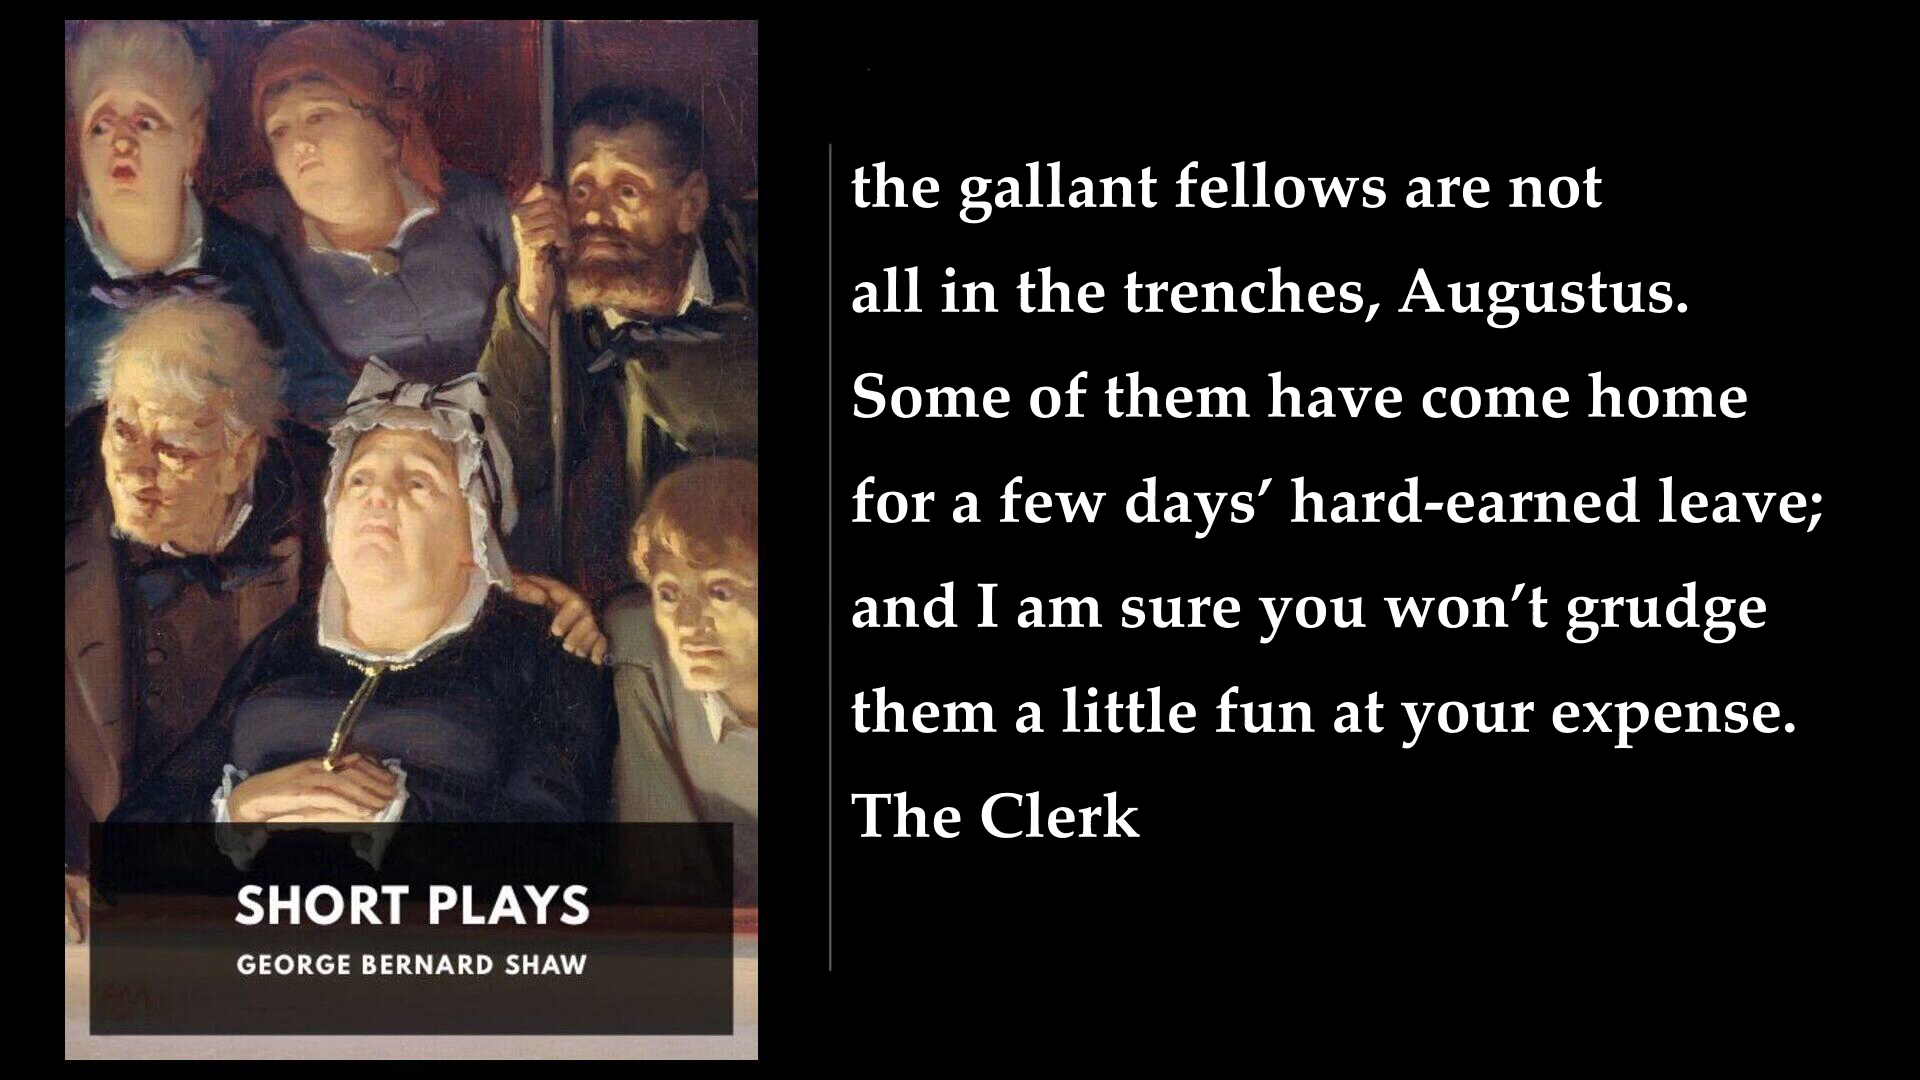 the gallant fellows are not
all in the trenches, Augustus.
Some of them have come home
for a few days’ hard-earned leave;
and I am sure you won’t grudge
them a little fun at your expense.
The Clerk
SHORT PLAYS
GEORGE BERNARD SHAW